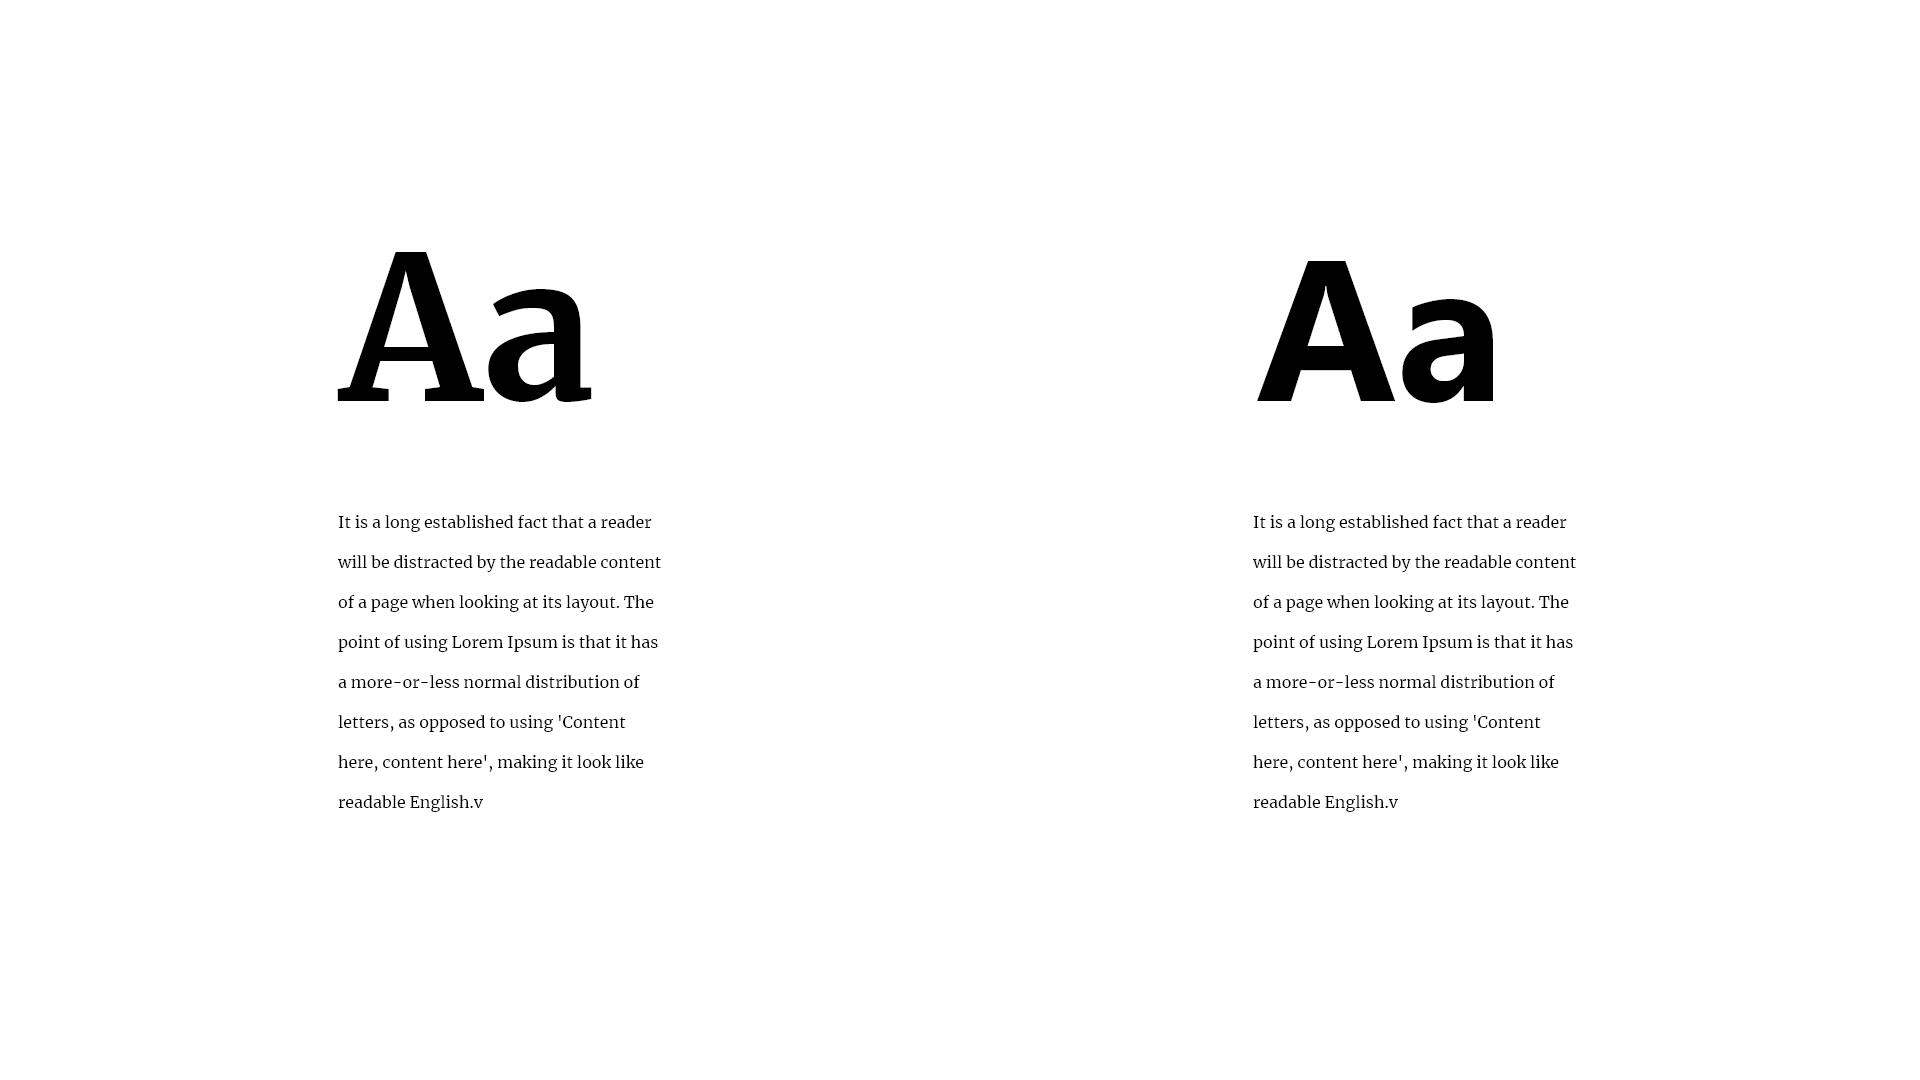 Aa
It is a long established fact that a reader
will be distracted by the readable content
of a page when looking at its layout. The
point of using Lorem Ipsum is that it has
a more-or-less normal distribution of
letters, as opposed to using 'Content
here, content here', making it look like
readable English.v
Aa
It is a long established fact that a reader
will be distracted by the readable content
of a page when looking at its layout. The
point of using Lorem Ipsum is that it has
a more-or-less normal distribution of
letters, as opposed to using 'Content
here, content here', making it look like
readable English.v